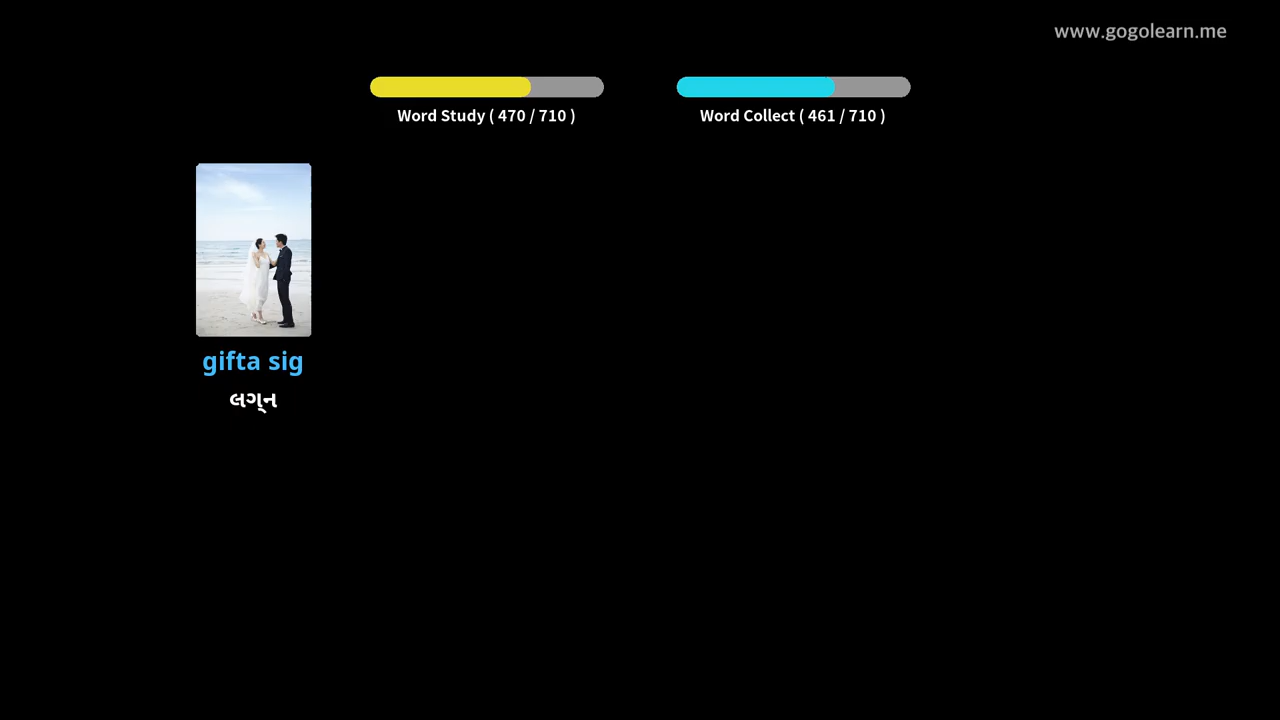 www.gogolearn.me
Word Study ( 470 / 710 )
Word Collect ( 461 / 710 )
gifta sig
લગ્ન